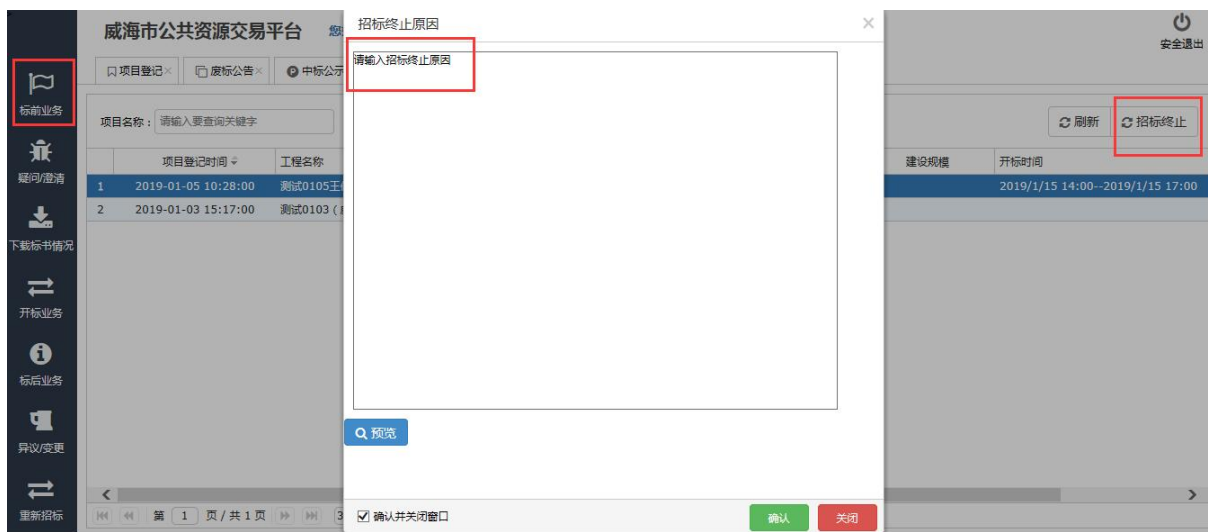 威海市公共资源交易平台 您
招标终止原因
安全退出
项目登记 废标公告 中标公示
请输入招标终止原因
标前业务
项目名称： 请输入要查询关键字
刷新 招标终止
项目登记时间 工程名称 建设规模 开标时间
1 2019-01-05 10:28:00 测试0105王 2019/1/15 14:00--2019/1/15 17:00
2 2019-01-03 15:17:00 测试0103（
疑问/澄清
下载标书情况
开标业务
标后业务
异议/变更
重新招标
预览
第 1 页/共1页 3
确认并关闭窗口
确认 关闭